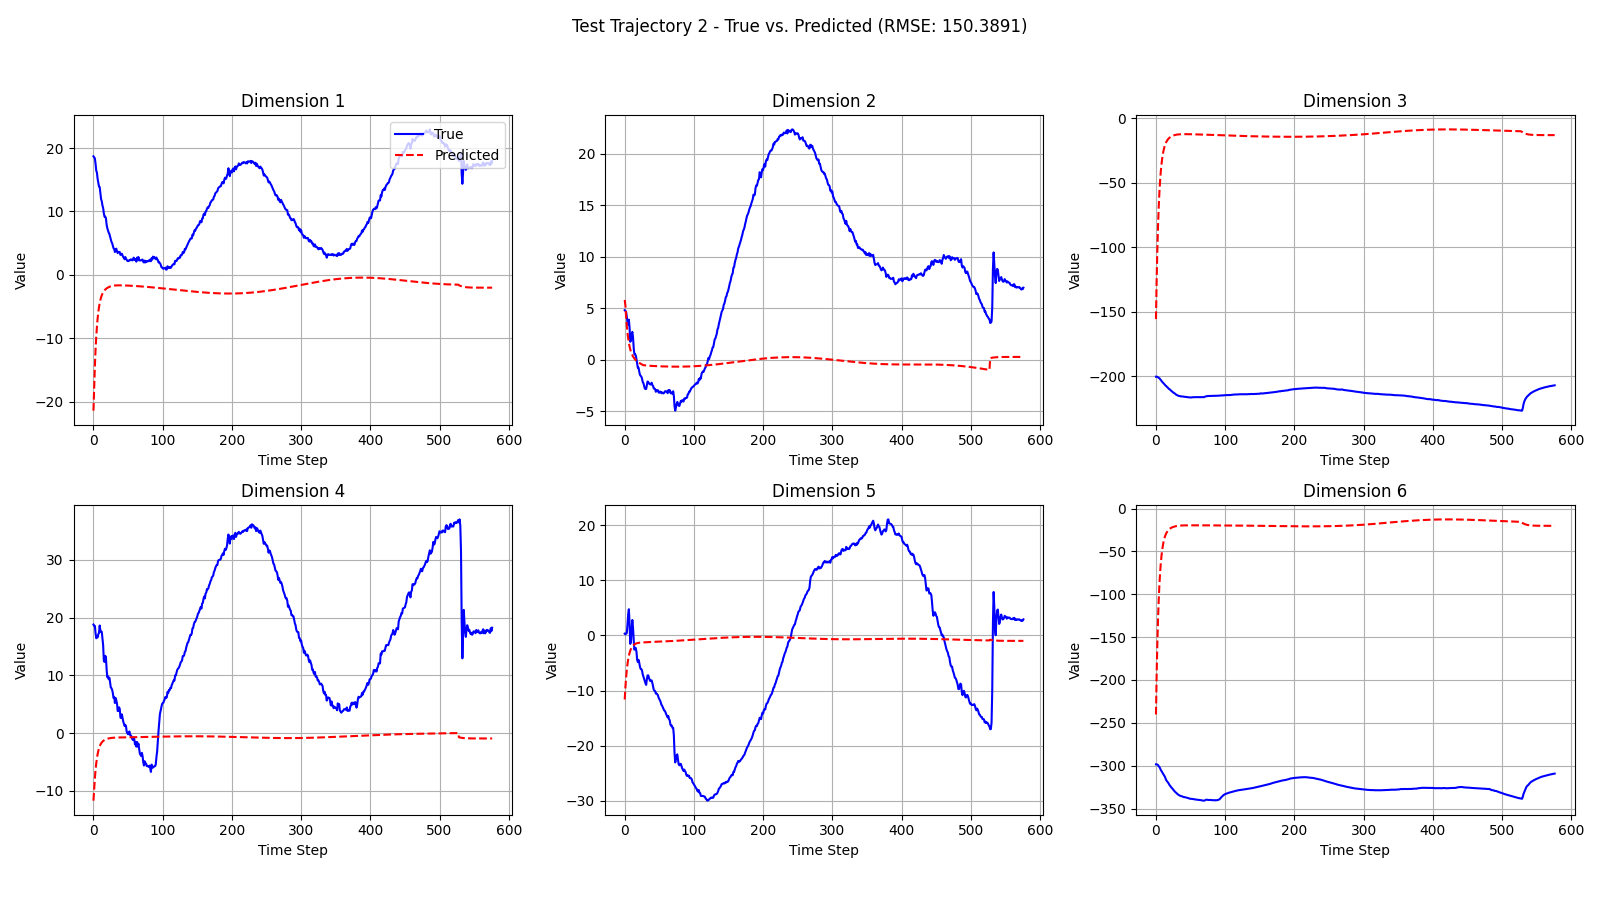 Test Trajectory 2 - True vs. Predicted (RMSE: 150.3891)
Dimension 1
Dimension 2
Dimension 3
True
Predicted
Value
20
10
0
−10
−20
0 100 200 300 400 500 600
Time Step
Value
20
15
10
5
0
−5
0 100 200 300 400 500 600
Time Step
Value
0
−50
−100
−150
−200
0 100 200 300 400 500 600
Time Step
Dimension 4
Dimension 5
Dimension 6
Value
30
20
10
0
−10
0 100 200 300 400 500 600
Time Step
Value
20
10
0
−10
−20
−30
0 100 200 300 400 500 600
Time Step
Value
0
−50
−100
−150
−200
−250
−300
−350
0 100 200 300 400 500 600
Time Step